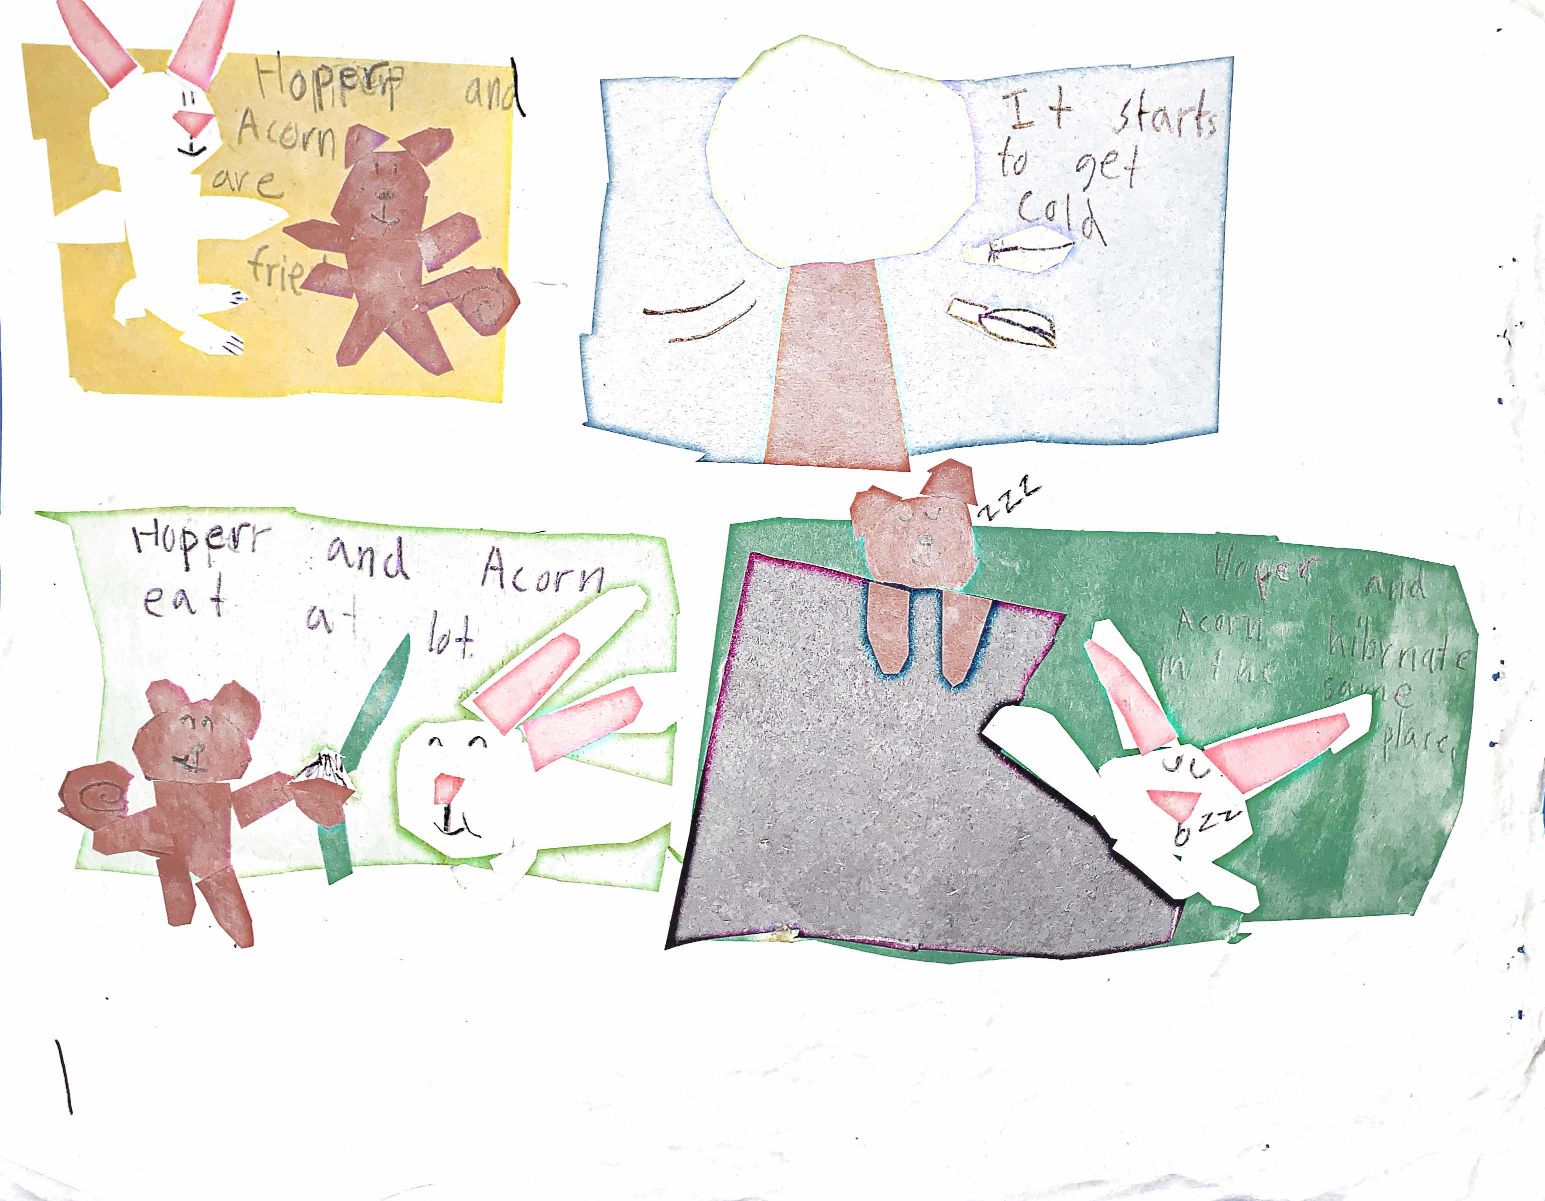 Hoperr and
Acorn
are
frie
It starts
to get
cold
Hoperr and Acorn
eat at lot.
zzz
Hoper and
Acorn hibrnate
in the same
place.
zzz